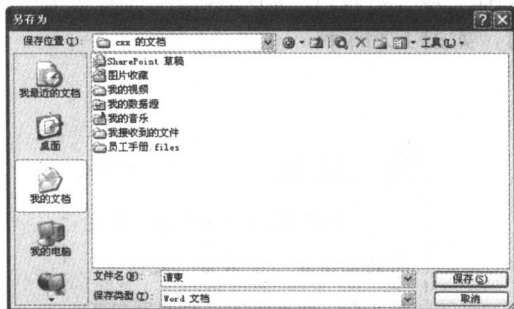 另存为
保存位置(I): cxx 的文档 工具(L)
SharePoint 草稿
图片收藏
我的视频
我的数据源
我的音乐
我接收到的文件
员工手册.files
我最近的文档
桌面
我的文档
我的电脑
文件名(N): 请柬 保存(S)
保存类型(T): Word 文档 取消